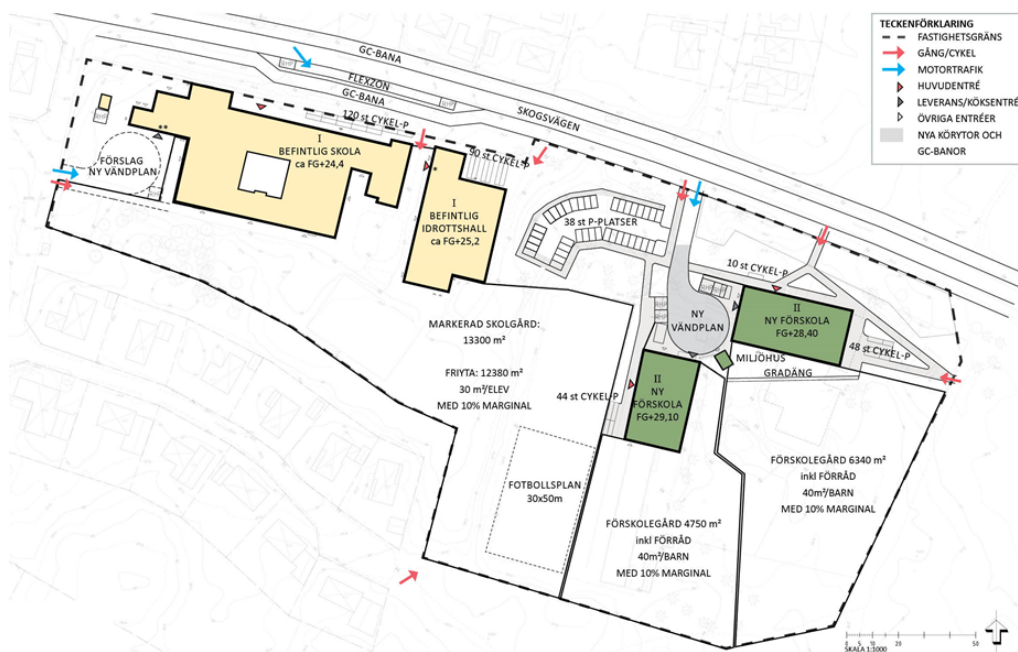 TECKENFÖRKLARING
FASTIGHETSGRÄNS
GÅNG/CYKEL
MOTORTRAFIK
HUVUDENTRÉ
LEVERANS/KÖKSENTRÉ
ÖVRIGA ENTRÉER
NYA KÖRYTOR OCH
GC-BANOR
GC-BANA
FLEXZON
GC-BANA
SKOGSVÄGEN
120 st CYKEL-P
I
BEFINTLIG SKOLA
ca FG+24,4
FÖRSLAG
NY VÄNDPLAN
90 st CYKEL-P
I
BEFINTLIG
IDROTTSHALL
ca FG+25,2
38 st P-PLATSER
10 st CYKEL-P
NY
VÄNDPLAN
II
NY FÖRSKOLA
FG+28,40
48 st CYKEL-P
MILJÖHUS
GRADÄNG
MARKERAD SKOLGÅRD:
13300 m²
FRIYTA: 12380 m²
30 m²/ELEV
MED 10% MARGINAL
II
NY
FÖRSKOLA
FG+29,10
44 st CYKEL-P
FOTBOLLSPLAN
30x50m
FÖRSKOLEGÅRD 6340 m²
inkl FÖRRÅD
40m²/BARN
MED 10% MARGINAL
FÖRSKOLEGÅRD 4750 m²
inkl FÖRRÅD
40m²/BARN
MED 10% MARGINAL
0 5 10 20 50
SKALA 1:1000